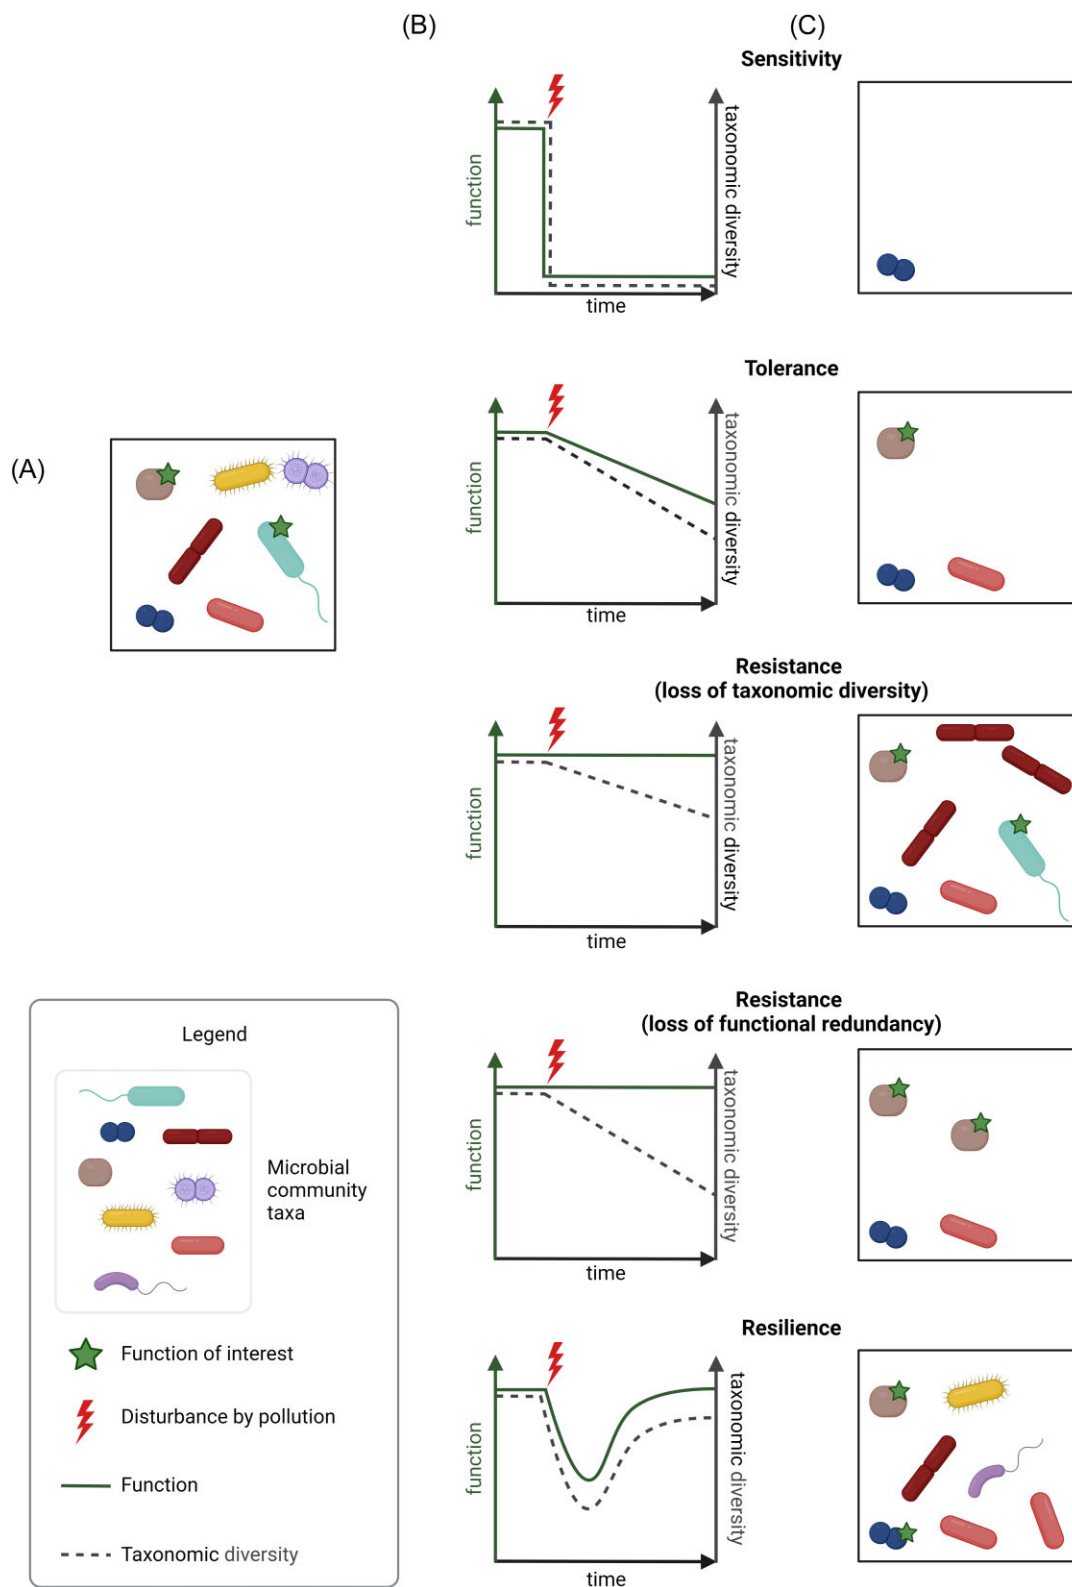 (B)
(C)
Sensitivity
function
taxonomic diversity
time
Tolerance
function
taxonomic diversity
time
(A)
Resistance
(loss of taxonomic diversity)
function
taxonomic diversity
time
Resistance
(loss of functional redundancy)
function
taxonomic diversity
time
Legend
Microbial
community
taxa
Function of interest
Disturbance by pollution
Function
Taxonomic diversity
Resilience
function
taxonomic diversity
time